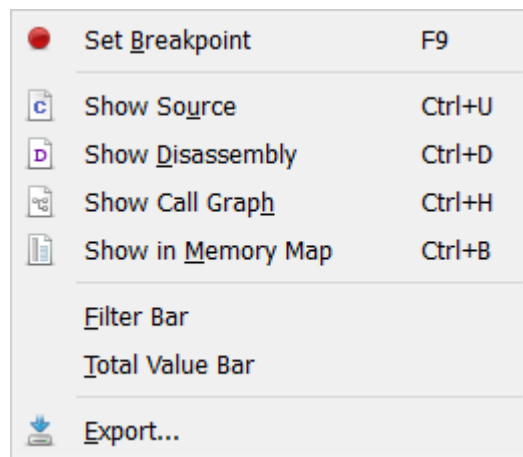 Set Breakpoint F9
C Show Source Ctrl+U
D Show Disassembly Ctrl+D
Show Call Graph Ctrl+H
Show in Memory Map Ctrl+B
Filter Bar
Total Value Bar
Export...